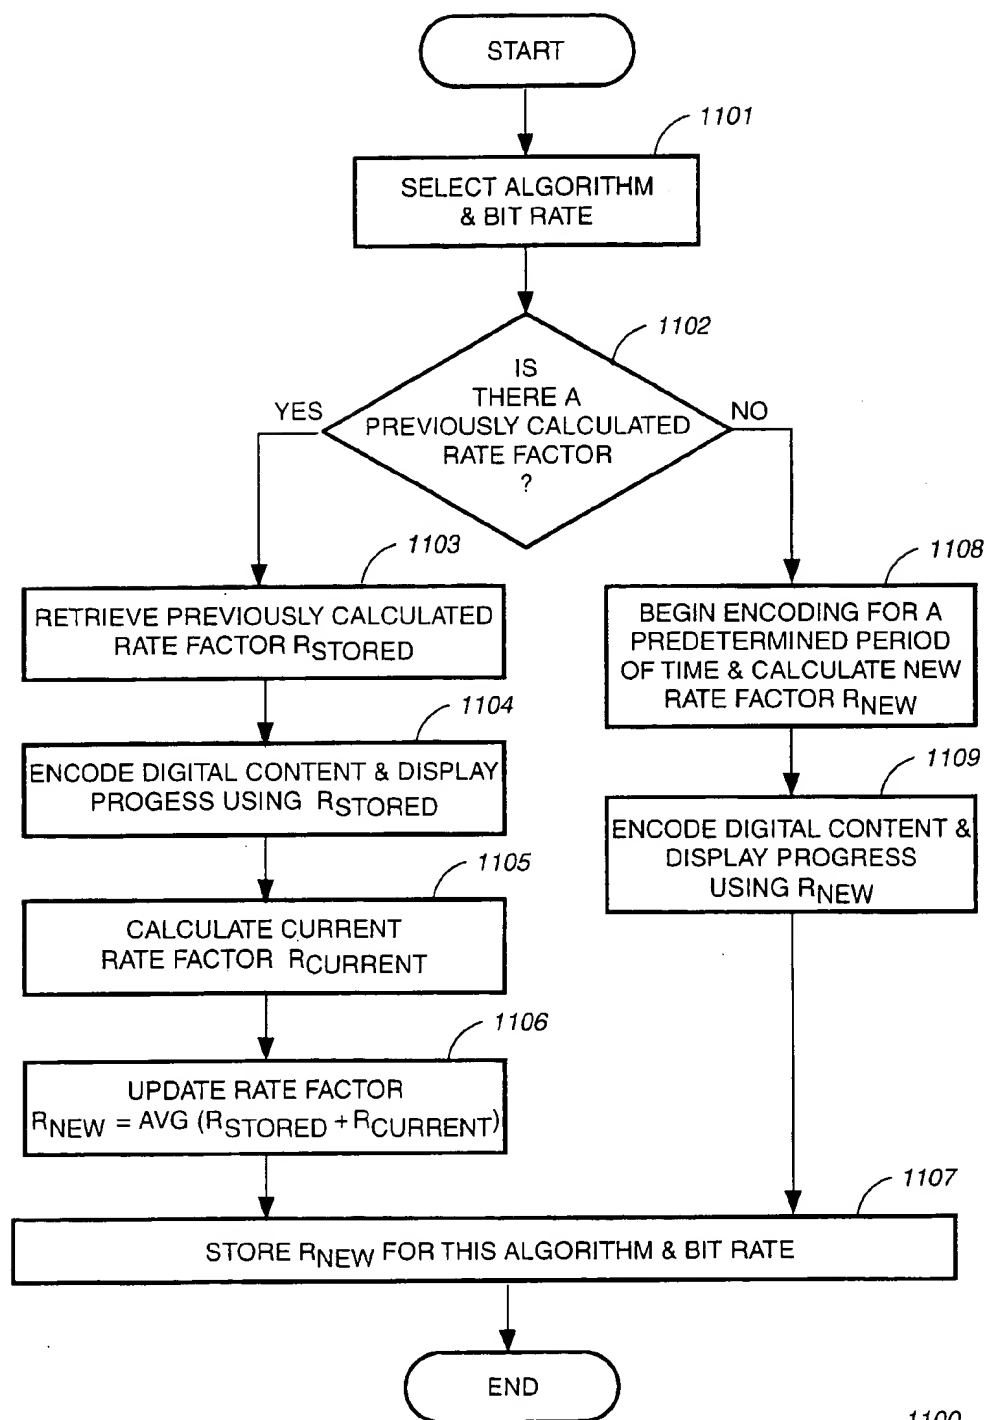 START
1101
SELECT ALGORITHM
& BIT RATE
1102
IS
THERE A
PREVIOUSLY CALCULATED
RATE FACTOR
?
YES
NO
1103
RETRIEVE PREVIOUSLY CALCULATED
RATE FACTOR RSTORED
1104
ENCODE DIGITAL CONTENT & DISPLAY
PROGESS USING RSTORED
1105
CALCULATE CURRENT
RATE FACTOR RCURRENT
1106
UPDATE RATE FACTOR
RNEW = AVG (RSTORED + RCURRENT)
1108
BEGIN ENCODING FOR A
PREDETERMINED PERIOD
OF TIME & CALCULATE NEW
RATE FACTOR RNEW
1109
ENCODE DIGITAL CONTENT &
DISPLAY PROGRESS
USING RNEW
1107
STORE RNEW FOR THIS ALGORITHM & BIT RATE
END
1100